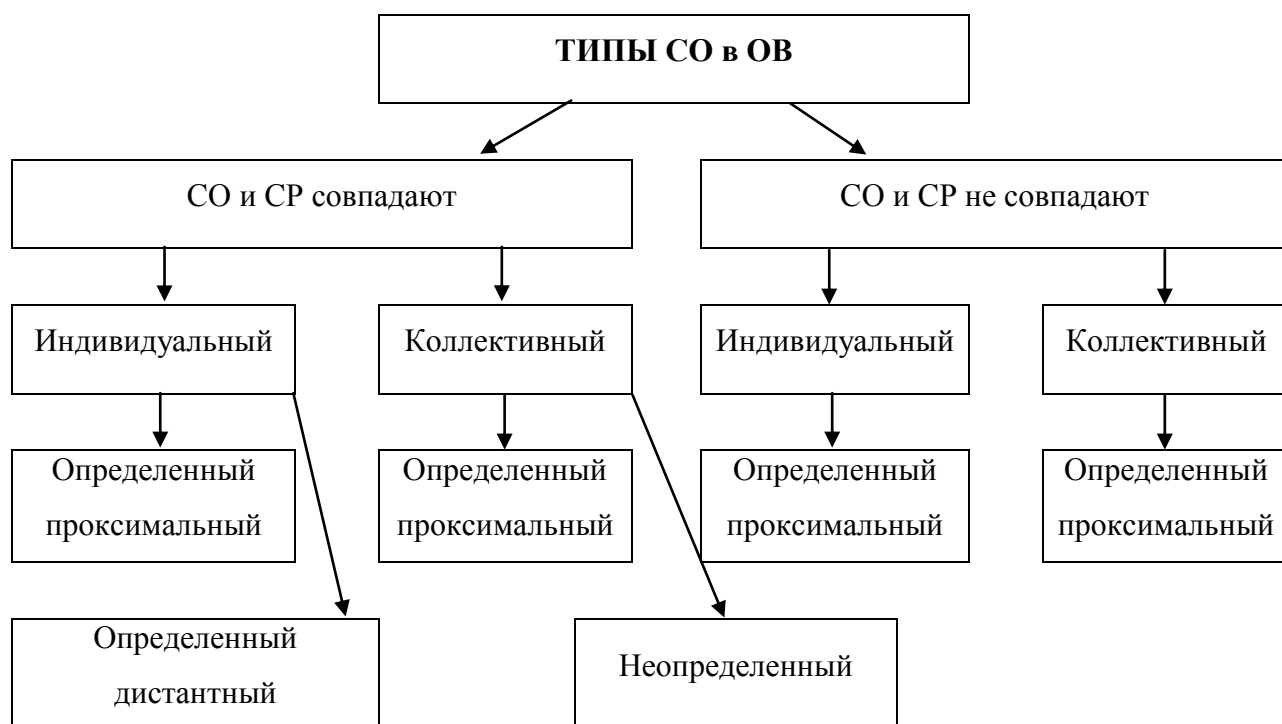 ТИПЫ СО в ОВ
СО и СР совпадают
СО и СР не совпадают
Индивидуальный
Коллективный
Индивидуальный
Коллективный
Определенный
проксимальный
Определенный
проксимальный
Определенный
проксимальный
Определенный
проксимальный
Определенный
дистантный
Неопределенный